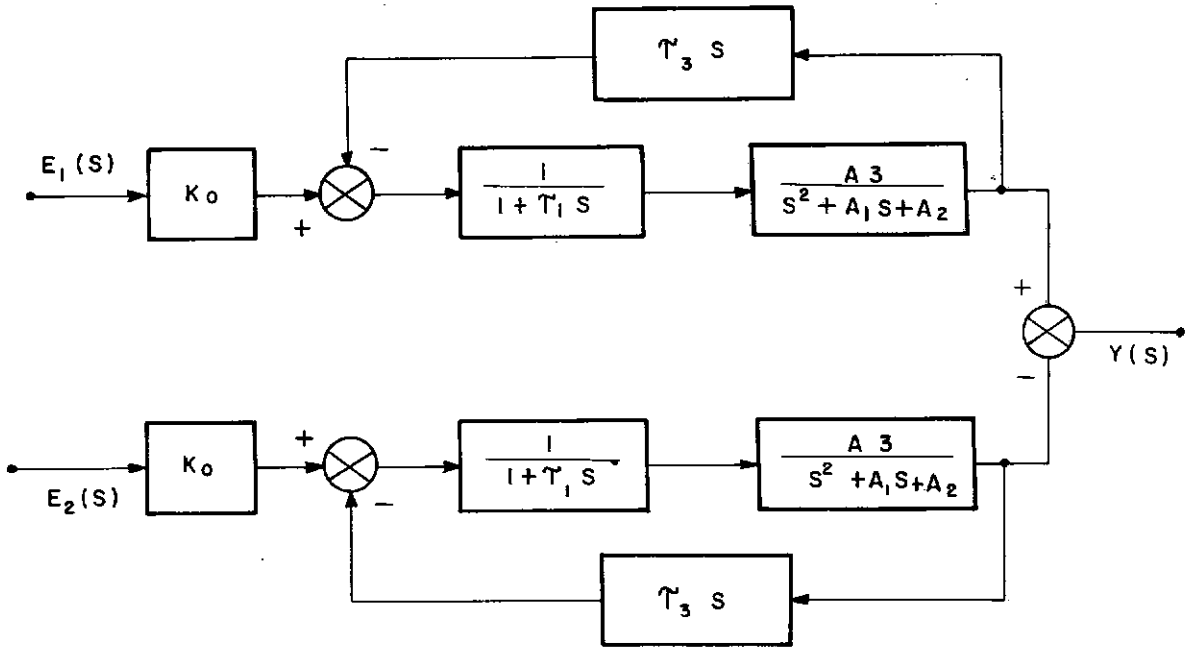 τ₃ S
−
E₁(S)
K₀
+
1
1 + τ₁ S
A 3
S² + A₁ S + A₂
+
−
Y(S)
E₂(S)
K₀
+
−
1
1 + τ₁ S
A 3
S² + A₁ S + A₂
τ₃ S